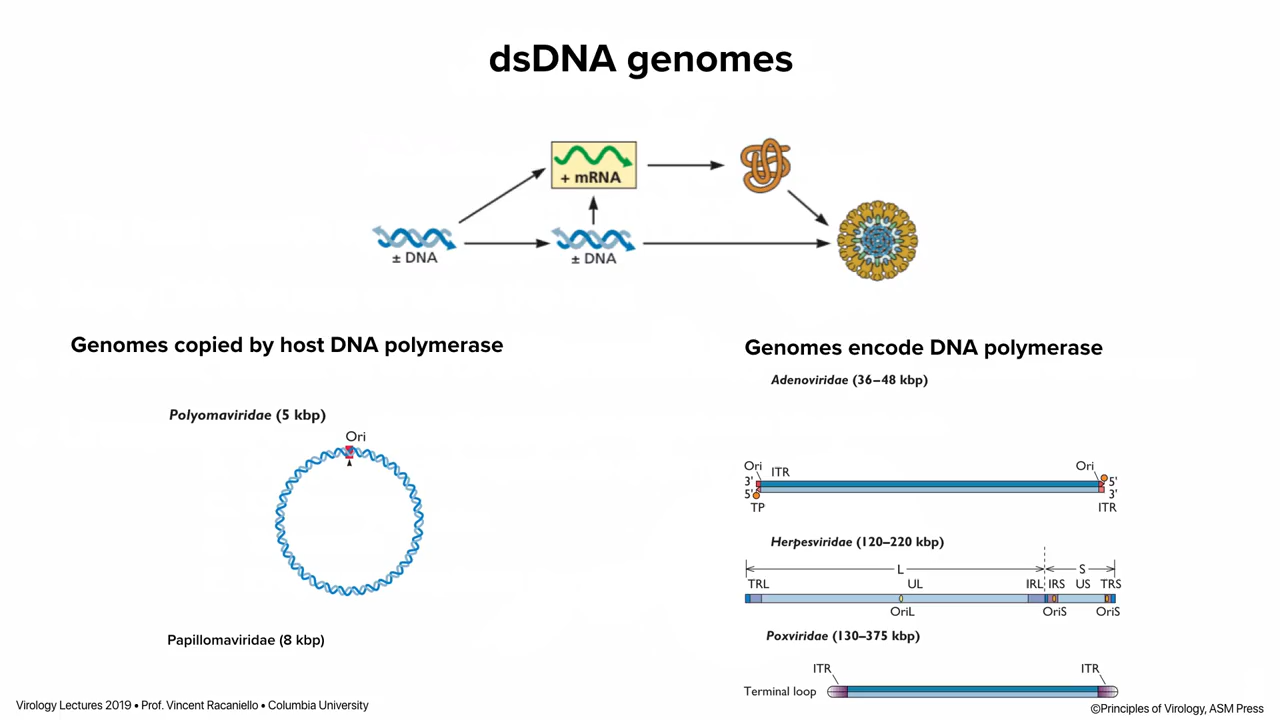 dsDNA genomes
+ mRNA
± DNA
± DNA
Genomes copied by host DNA polymerase
Polyomaviridae (5 kbp)
Ori
Papillomaviridae (8 kbp)
Genomes encode DNA polymerase
Adenoviridae (36–48 kbp)
Ori
ITR
Ori
3'
5'
5'
3'
TP
ITR
Herpesviridae (120–220 kbp)
L
S
TRL
UL
IRL
IRS
US
TRS
OriL
OriS
OriS
Poxviridae (130–375 kbp)
ITR
ITR
Terminal loop
Virology Lectures 2019 • Prof. Vincent Racaniello • Columbia University
©Principles of Virology, ASM Press